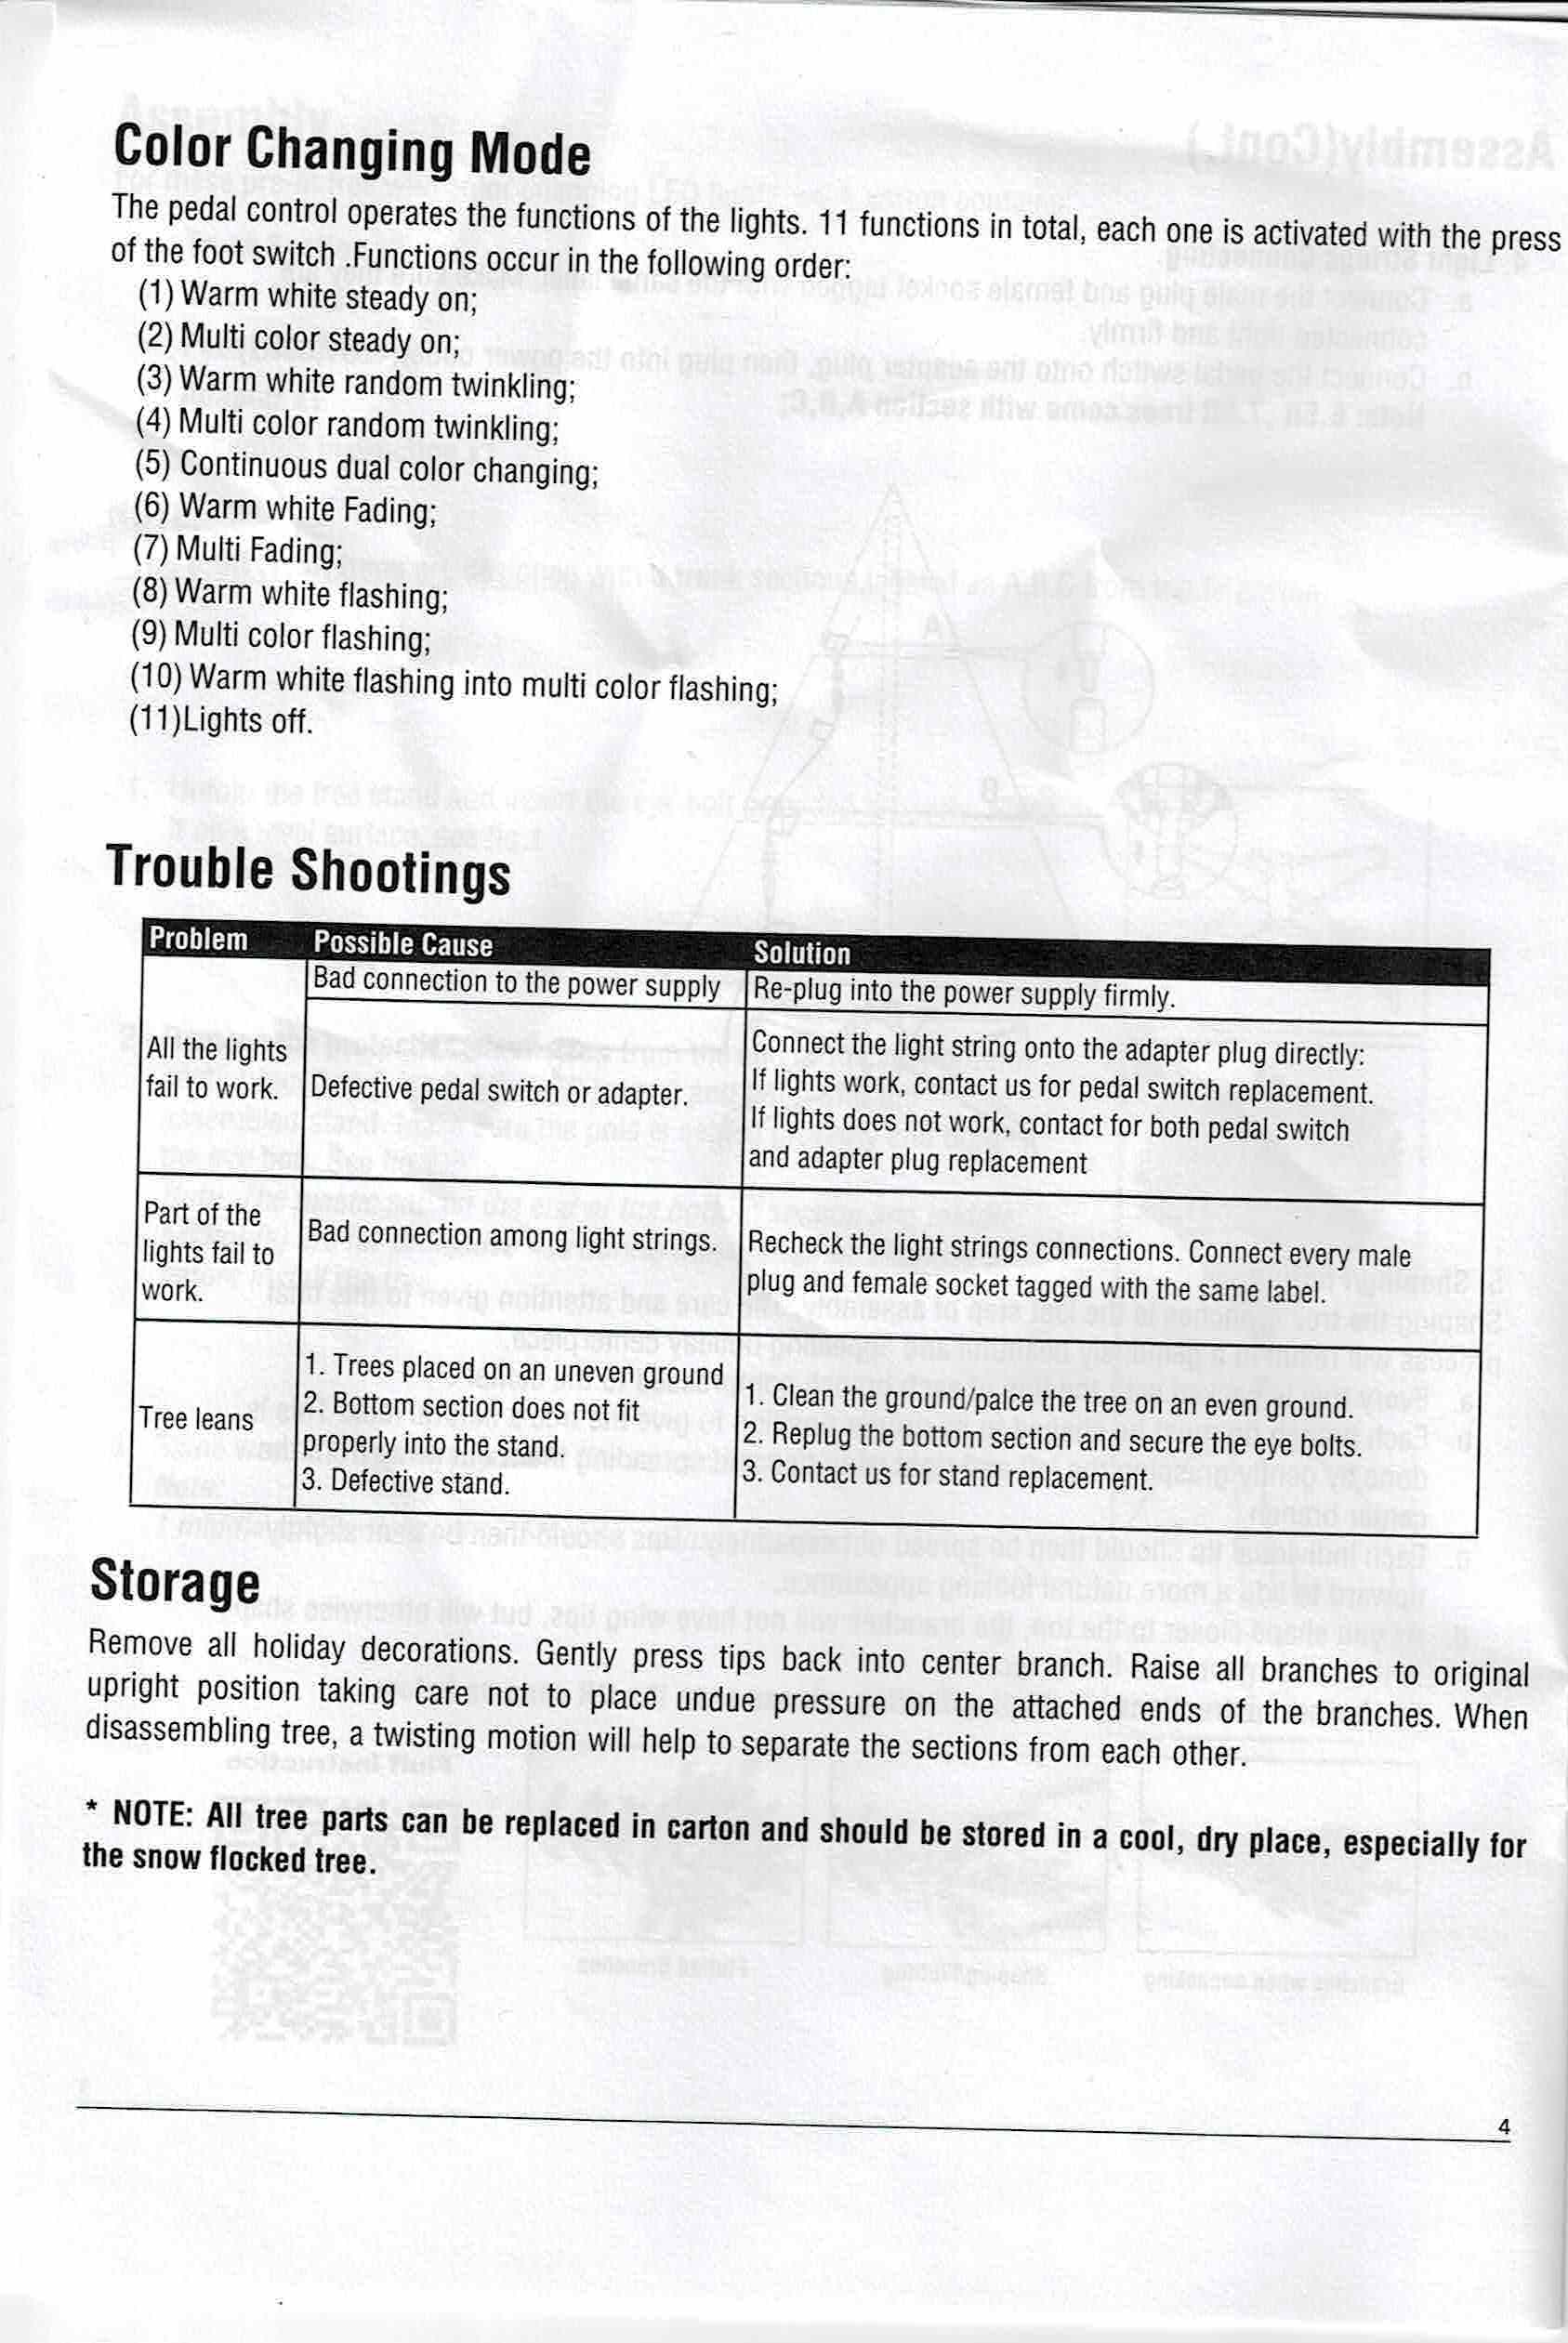 Color Changing Mode
The pedal control operates the functions of the lights. 11 functions in total, each one is activated with the press
of the foot switch .Functions occur in the following order:
(1) Warm white steady on;
(2) Multi color steady on;
(3) Warm white random twinkling;
(4) Multi color random twinkling;
(5) Continuous dual color changing;
(6) Warm white Fading;
(7) Multi Fading;
(8) Warm white flashing;
(9) Multi color flashing;
(10) Warm white flashing into multi color flashing;
(11)Lights off.
Trouble Shootings
Problem Possible Cause Solution
Bad connection to the power supply Re-plug into the power supply firmly.
All the lights
fail to work.
Defective pedal switch or adapter.
Connect the light string onto the adapter plug directly:
If lights work, contact us for pedal switch replacement.
If lights does not work, contact for both pedal switch
and adapter plug replacement
Part of the
lights fail to
work.
Bad connection among light strings.
Recheck the light strings connections. Connect every male
plug and female socket tagged with the same label.
Tree leans
1. Trees placed on an uneven ground
2. Bottom section does not fit
properly into the stand.
3. Defective stand.
1. Clean the ground/palce the tree on an even ground.
2. Replug the bottom section and secure the eye bolts.
3. Contact us for stand replacement.
Storage
Remove all holiday decorations. Gently press tips back into center branch. Raise all branches to original
upright position taking care not to place undue pressure on the attached ends of the branches. When
disassembling tree, a twisting motion will help to separate the sections from each other.
* NOTE: All tree parts can be replaced in carton and should be stored in a cool, dry place, especially for
the snow flocked tree.
4